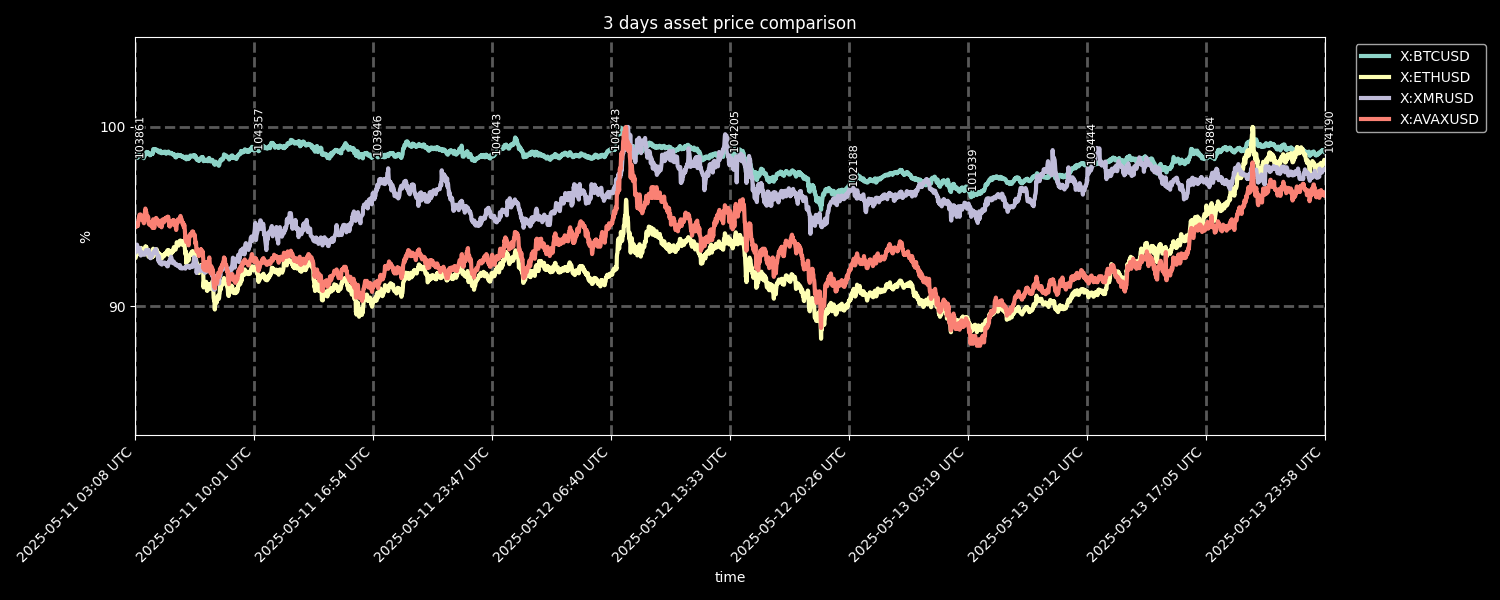 3 days asset price comparison
X:BTCUSD
X:ETHUSD
X:XMRUSD
X:AVAXUSD
100
90
%
103861
104357
103946
104043
104343
104205
102188
101939
103444
103864
104190
2025-05-11 03:08 UTC
2025-05-11 10:01 UTC
2025-05-11 16:54 UTC
2025-05-11 23:47 UTC
2025-05-12 06:40 UTC
2025-05-12 13:33 UTC
2025-05-12 20:26 UTC
2025-05-13 03:19 UTC
2025-05-13 10:12 UTC
2025-05-13 17:05 UTC
2025-05-13 23:58 UTC
time